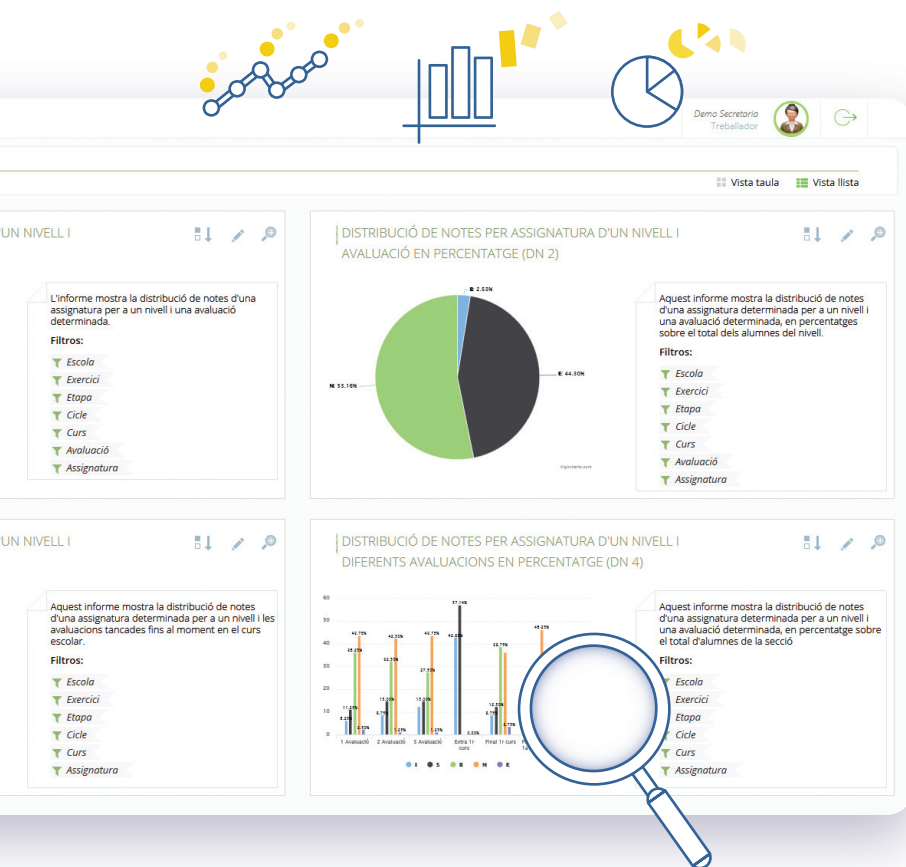 Demo Secretaria
Treballador
Vista taula
Vista llista
'UN NIVELL I
L'informe mostra la distribució de notes d'una
assignatura per a un nivell i una avaluació
determinada.
Filtros:
Escola
Exercici
Etapa
Cicle
Curs
Avaluació
Assignatura
DISTRIBUCIÓ DE NOTES PER ASSIGNATURA D'UN NIVELL I
AVALUACIÓ EN PERCENTATGE (DN 2)
Aquest informe mostra la distribució de notes
d'una assignatura determinada per a un nivell i
una avaluació determinada, en percentatges
sobre el total dels alumnes del nivell.
Filtros:
Escola
Exercici
Etapa
Cicle
Curs
Avaluació
Assignatura
'UN NIVELL I
Aquest informe mostra la distribució de notes
d'una assignatura determinada per a un nivell i les
avaluacions tancades fins al moment en el curs
escolar.
Filtros:
Escola
Exercici
Etapa
Cicle
Curs
Assignatura
DISTRIBUCIÓ DE NOTES PER ASSIGNATURA D'UN NIVELL I
DIFERENTS AVALUACIONS EN PERCENTATGE (DN 4)
60
50
20
10
0
57.14%
1 Avaluació
2 Avaluació
3 Avaluació
Extra 1r
curs
Final 1r curs
I
S
B
N
E
Aquest informe mostra la distribució de notes
d'una assignatura determinada per a un nivell i
una avaluació determinada, en percentatge sobre
el total d'alumnes de la secció
Filtros:
Escola
Exercici
Etapa
Cicle
Curs
Assignatura